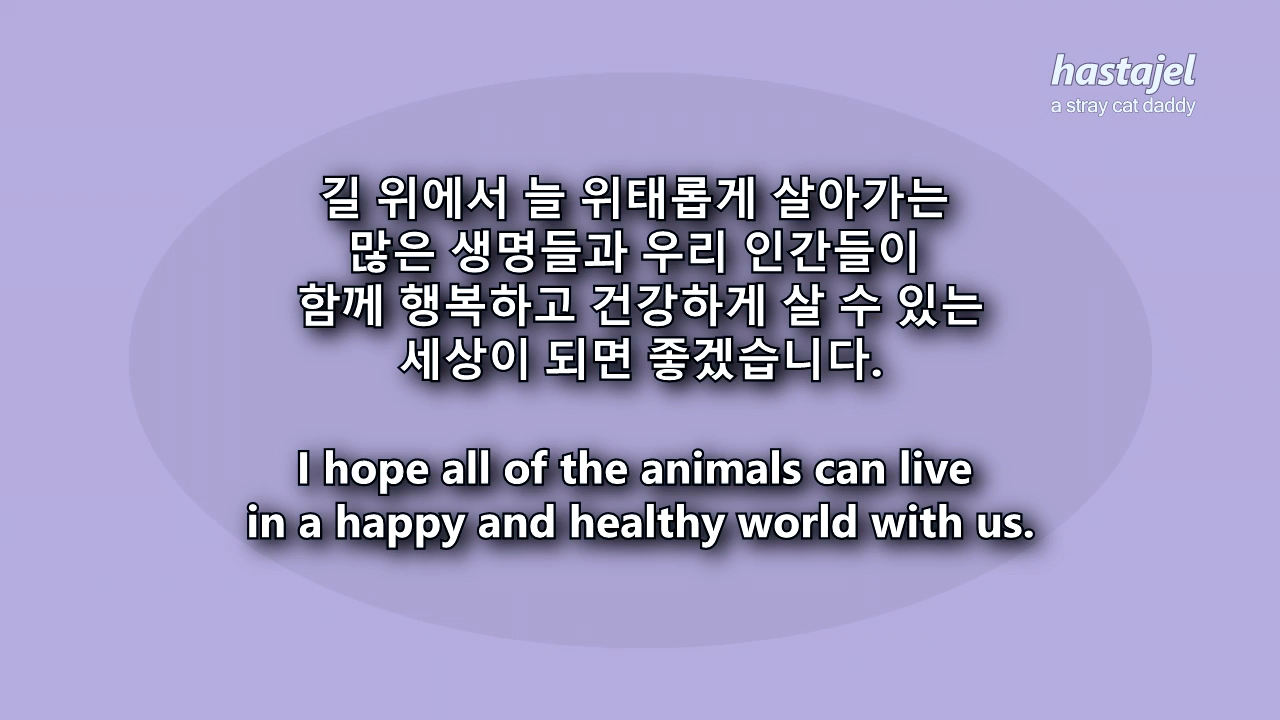 hastajel
a stray cat daddy
길 위에서 늘 위태롭게 살아가는
많은 생명들과 우리 인간들이
함께 행복하고 건강하게 살 수 있는
세상이 되면 좋겠습니다.
I hope all of the animals can live
in a happy and healthy world with us.